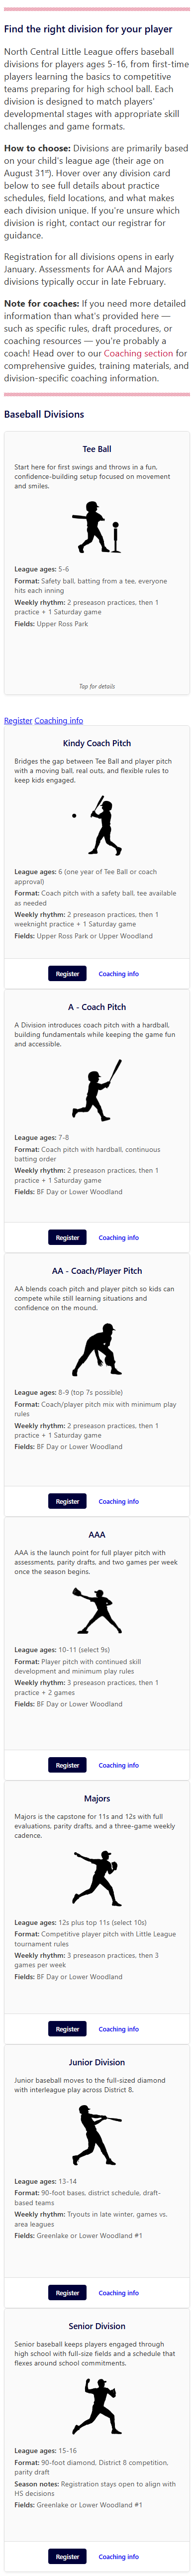 Find the right division for your player
North Central Little League offers baseball
divisions for players ages 5-16, from first-time
players learning the basics to competitive
teams preparing for high school ball. Each
division is designed to match players'
developmental stages with appropriate skill
challenges and game formats.
How to choose: Divisions are primarily based
on your child's league age (their age on
August 31st). Hover over any division card
below to see full details about practice
schedules, field locations, and what makes
each division unique. If you're unsure which
division is right, contact our registrar for
guidance.
Registration for all divisions opens in early
January. Assessments for AAA and Majors
divisions typically occur in late February.
Note for coaches: If you need more detailed
information than what's provided here —
such as specific rules, draft procedures, or
coaching resources — you're probably a
coach! Head over to our Coaching section for
comprehensive guides, training materials, and
division-specific coaching information.
Baseball Divisions
Tee Ball
Start here for first swings and throws in a fun,
confidence-building setup focused on movement
and smiles.
League ages: 5-6
Format: Safety ball, batting from a tee, everyone
hits each inning
Weekly rhythm: 2 preseason practices, then 1
practice + 1 Saturday game
Fields: Upper Ross Park
Tap for details
Register Coaching info
Kindy Coach Pitch
Bridges the gap between Tee Ball and player pitch
with a moving ball, real outs, and flexible rules to
keep kids engaged.
League ages: 6 (one year of Tee Ball or coach
approval)
Format: Coach pitch with a safety ball, tee available
as needed
Weekly rhythm: 2 preseason practices, then 1
weeknight practice + 1 Saturday game
Fields: Upper Ross Park or Upper Woodland
Register Coaching info
A - Coach Pitch
A Division introduces coach pitch with a hardball,
building fundamentals while keeping the game fun
and accessible.
League ages: 7-8
Format: Coach pitch with hardball, continuous
batting order
Weekly rhythm: 2 preseason practices, then 1
practice + 1 Saturday game
Fields: BF Day or Lower Woodland
Register Coaching info
AA - Coach/Player Pitch
AA blends coach pitch and player pitch so kids can
compete while still learning situations and
confidence on the mound.
League ages: 8-9 (top 7s possible)
Format: Coach/player pitch mix with minimum play
rules
Weekly rhythm: 2 preseason practices, then 1
practice + 1 Saturday game
Fields: BF Day or Lower Woodland
Register Coaching info
AAA
AAA is the launch point for full player pitch with
assessments, parity drafts, and two games per week
once the season begins.
League ages: 10-11 (select 9s)
Format: Player pitch with continued skill
development and minimum play rules
Weekly rhythm: 3 preseason practices, then 1
practice + 2 games
Fields: BF Day or Lower Woodland
Register Coaching info
Majors
Majors is the capstone for 11s and 12s with full
evaluations, parity drafts, and a three-game weekly
cadence.
League ages: 12s plus top 11s (select 10s)
Format: Competitive player pitch with Little League
tournament rules
Weekly rhythm: 3 preseason practices, then 3
games per week
Fields: BF Day or Lower Woodland
Register Coaching info
Junior Division
Junior baseball moves to the full-sized diamond
with interleague play across District 8.
League ages: 13-14
Format: 90-foot bases, district schedule, draft-
based teams
Weekly rhythm: Tryouts in late winter, games vs.
area leagues
Fields: Greenlake or Lower Woodland #1
Register Coaching info
Senior Division
Senior baseball keeps players engaged through
high school with full-size fields and a schedule that
flexes around school commitments.
League ages: 15-16
Format: 90-foot diamond, District 8 competition,
parity draft
Season notes: Registration stays open to align with
HS decisions
Fields: Greenlake or Lower Woodland #1
Register Coaching info